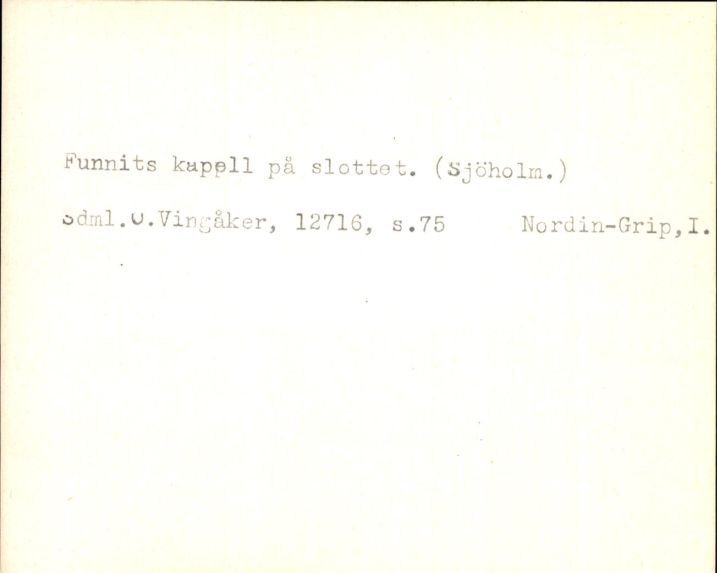 Funnits kapell på slottet. (Sjöholm.)
Sdml.O.Vingåker, 12716, s.75 Nordin-Grip,I.